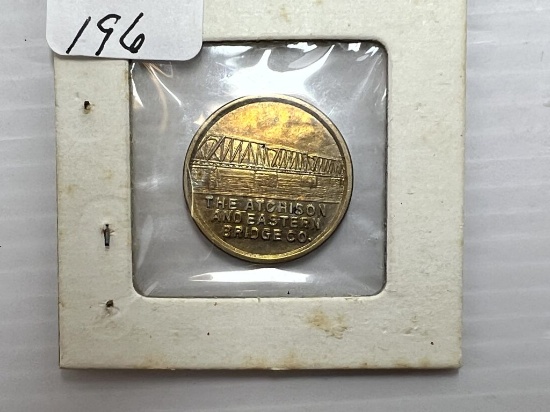 196
THE ATCHISON
AND EASTERN
BRIDGE CO.